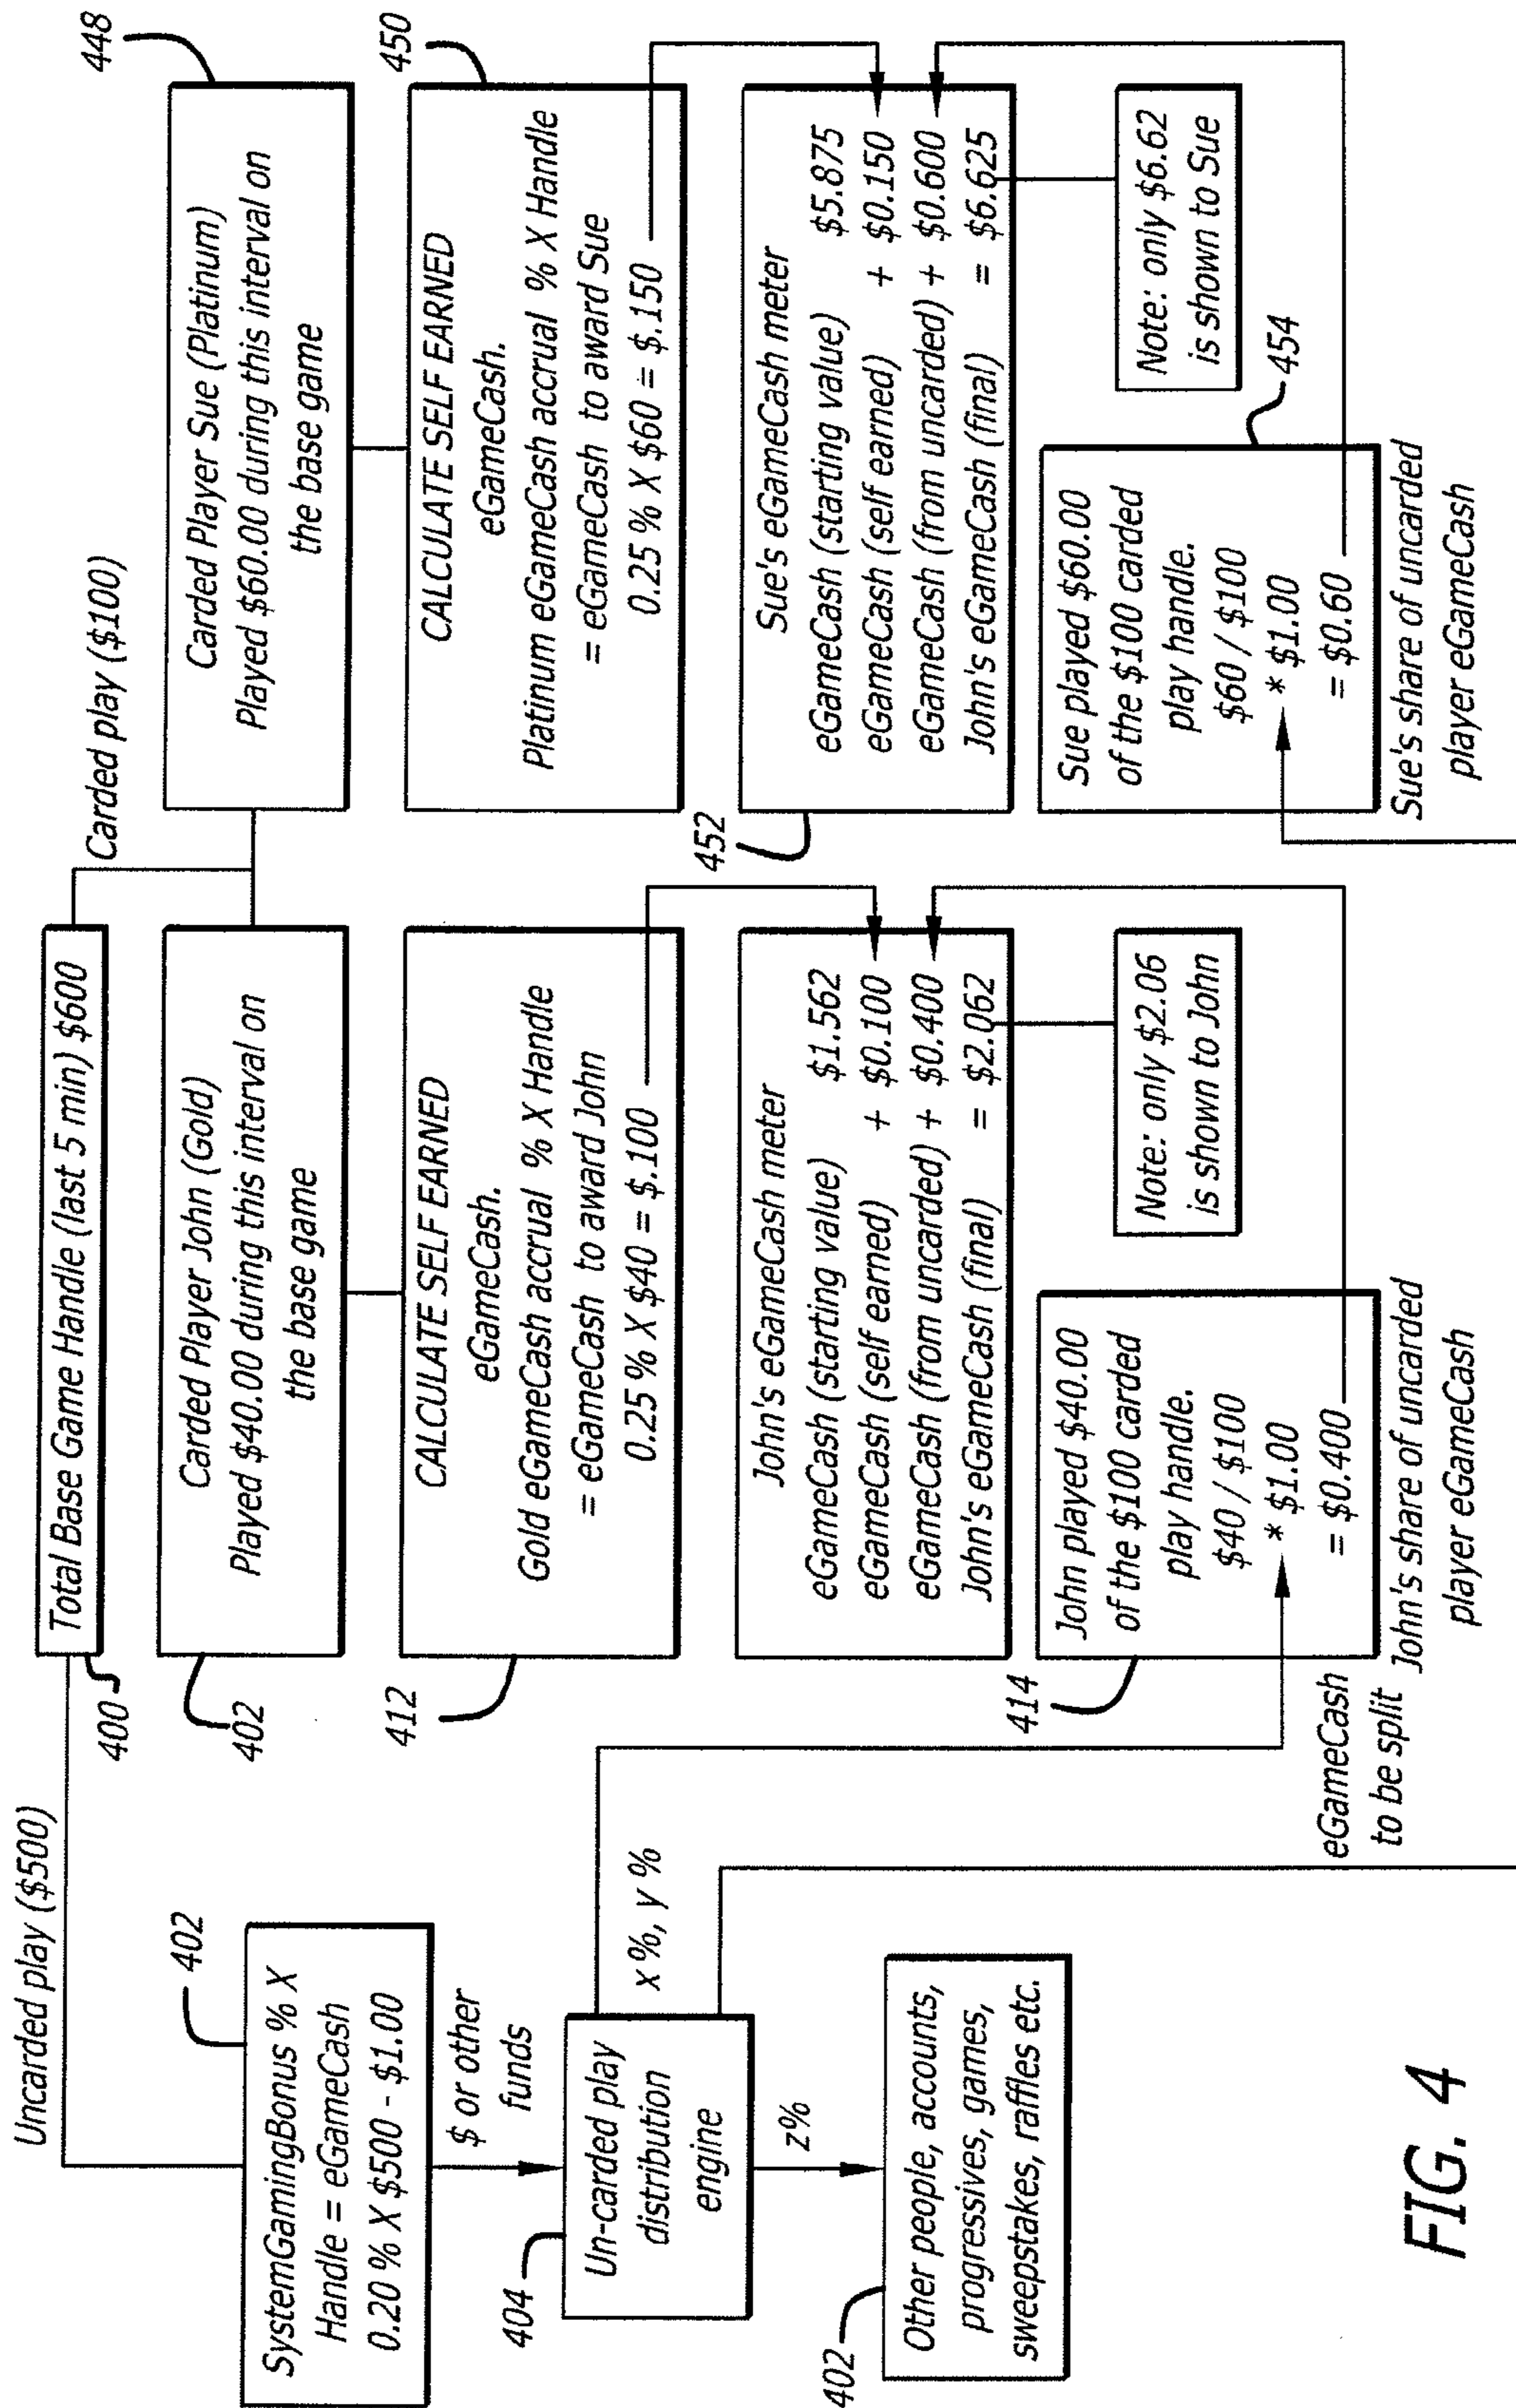 Uncarded play ($500)
Total Base Game Handle (last 5 min) $600
400
Carded play ($100)
402
SystemGamingBonus % X
Handle = eGameCash
0.20 % X $500 - $1.00
$ or other
funds
404
Un-carded play
distribution
engine
x%, y %
z%
402
Other people, accounts,
progressives, games,
sweepstakes, raffles etc.
402
Carded Player John (Gold)
Played $40.00 during this interval on
the base game
412
CALCULATE SELF EARNED
eGameCash.
Gold eGameCash accrual % X Handle
= eGameCash to award John
0.25 % X $40 = $.100
John's eGameCash meter
eGameCash (starting value) $1.562
eGameCash (self earned) + $0.100
eGameCash (from uncarded) + $0.400
John's eGameCash (final) = $2.062
Note: only $2.06
is shown to John
414
John played $40.00
of the $100 carded
play handle.
$40 / $100
* $1.00
= $0.400
eGameCash
to be split
John's share of uncarded
player eGameCash
448
Carded Player Sue (Platinum)
Played $60.00 during this interval on
the base game
450
CALCULATE SELF EARNED
eGameCash.
Platinum eGameCash accrual % X Handle
= eGameCash to award Sue
0.25 % X $60 = $.150
452
Sue's eGameCash meter
eGameCash (starting value) $5.875
eGameCash (self earned) + $0.150
eGameCash (from uncarded) + $0.600
John's eGameCash (final) = $6.625
Note: only $6.62
is shown to Sue
454
Sue played $60.00
of the $100 carded
play handle.
$60 / $100
* $1.00
= $0.60
Sue's share of uncarded
player eGameCash
FIG. 4